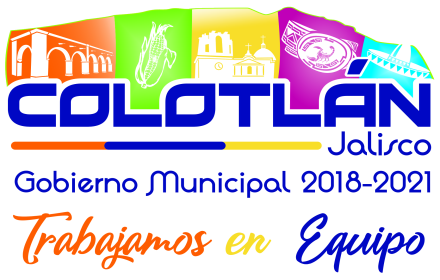 COLOTLÁN
Jalisco
Gobierno Municipal 2018-2021
Trabajamos en Equipo